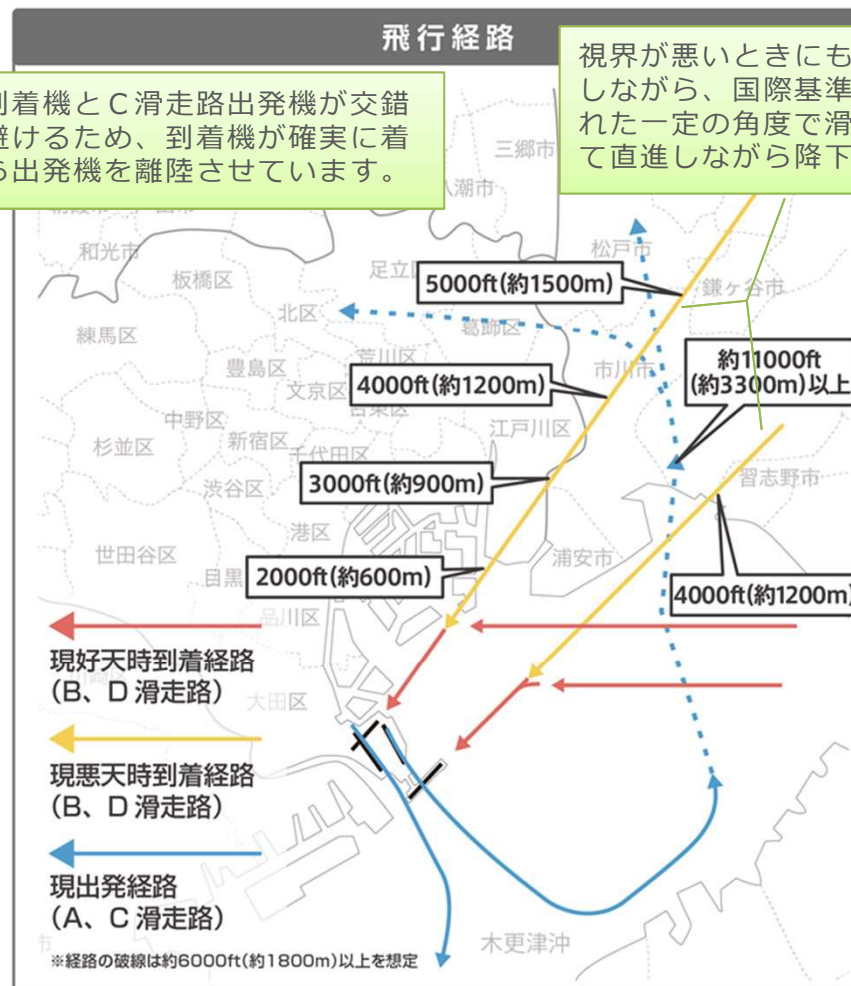 飛行経路
到着機とC滑走路出発機が交錯
避けるため、到着機が確実に着
ら出発機を離陸させています。
視界が悪いときにも
しながら、国際基準
れた一定の角度で滑
て直進しながら降下
三郷市
八潮市
和光市
板橋区
足立区
松戸市
5000ft(約1500m)
鎌ヶ谷市
北区
葛飾区
練馬区
豊島区
荒川区
市川市
約11000ft
(約3300m)以上
文京区
台東区
4000ft(約1200m)
中野区
杉並区
新宿区
千代田区
江戸川区
渋谷区
3000ft(約900m)
習志野市
港区
世田谷区
浦安市
目黒
2000ft(約600m)
4000ft(約1200m)
品川区
現好天時到着経路
(B、D 滑走路)
川崎区
大田区
現悪天時到着経路
(B、D 滑走路)
現出発経路
(A、C 滑走路)
市
木更津沖
※経路の破線は約6000ft(約1800m)以上を想定